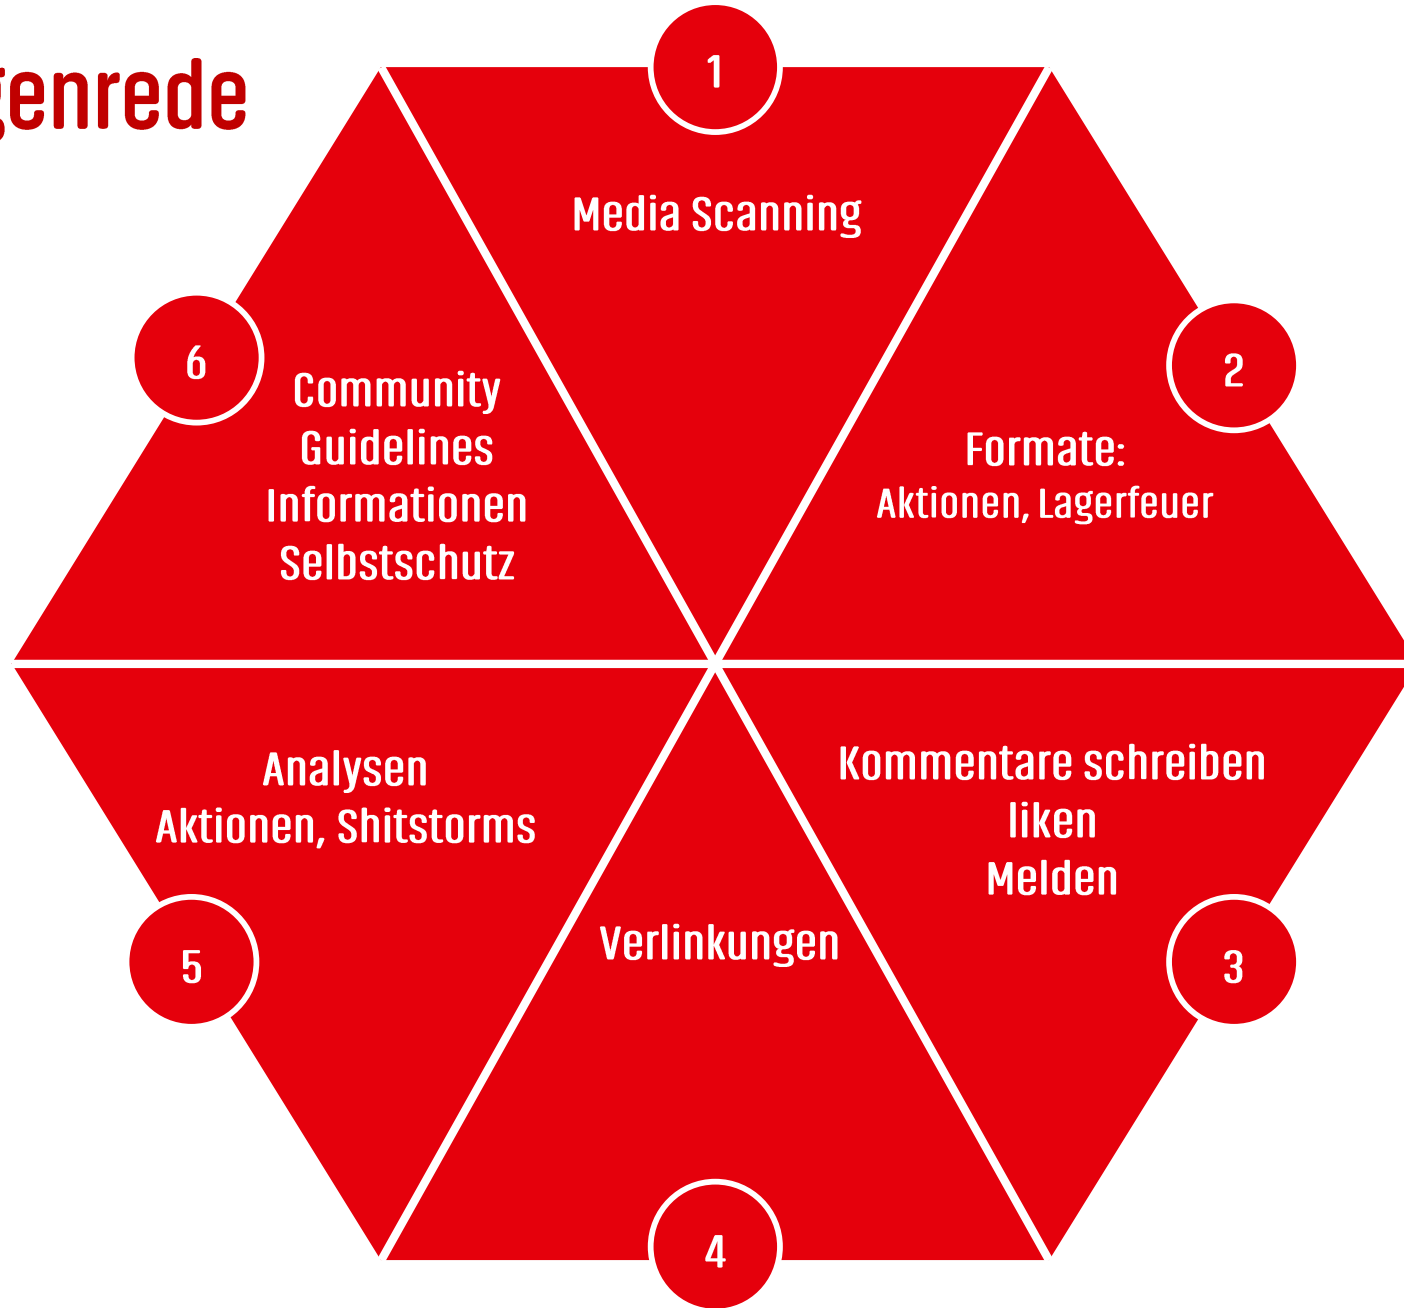 genrede
1
Media Scanning
2
Formate:
Aktionen, Lagerfeuer
3
Kommentare schreiben
liken
Melden
4
Verlinkungen
5
Analysen
Aktionen, Shitstorms
6
Community
Guidelines
Informationen
Selbstschutz